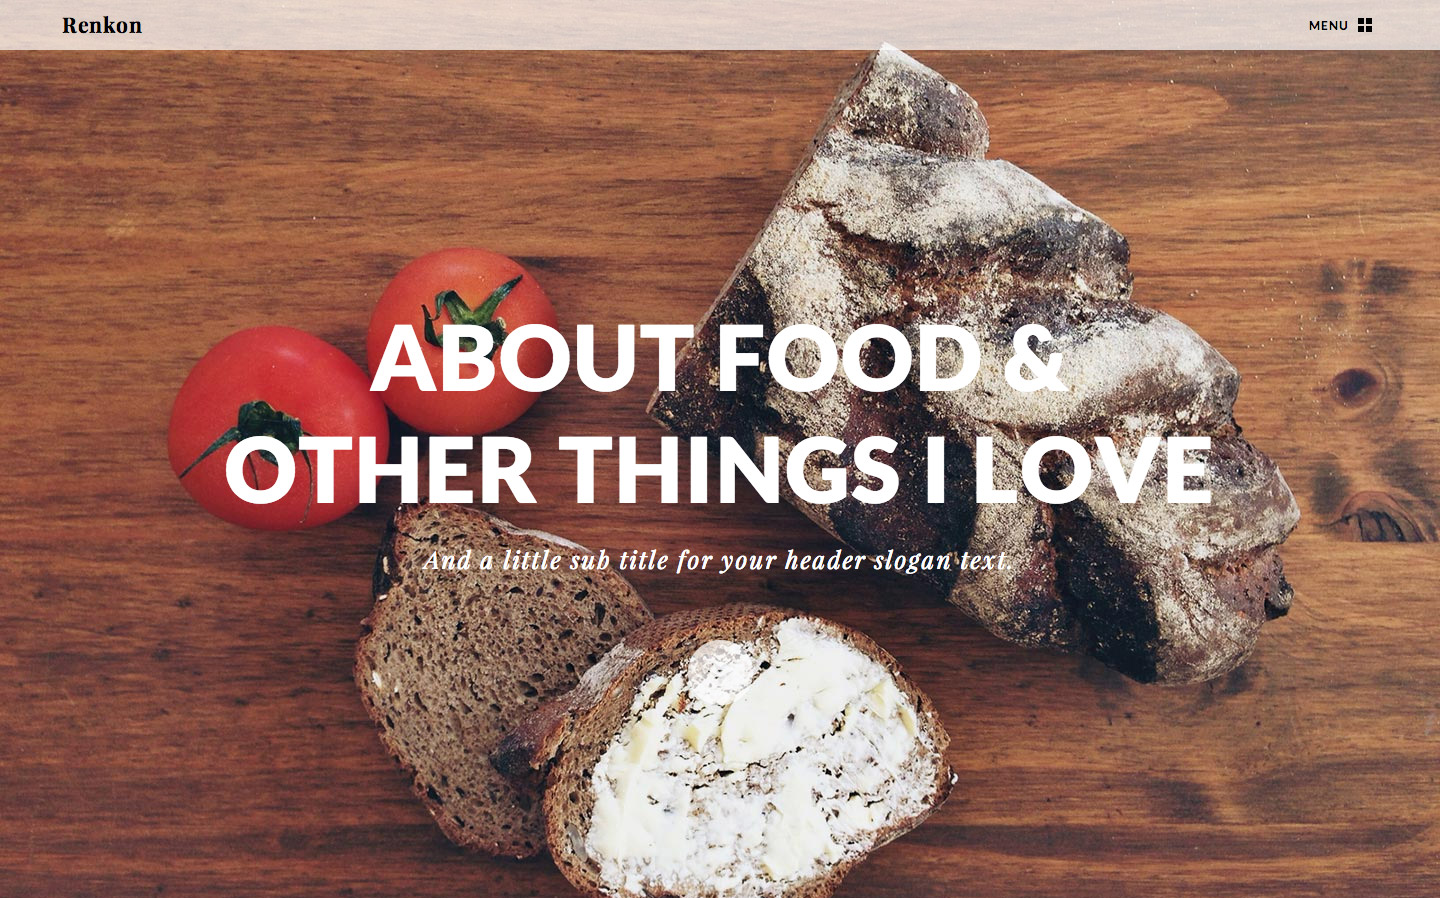 Renkon
MENU
ABOUT FOOD &
OTHER THINGS I LOVE
And a little sub title for your header slogan text.